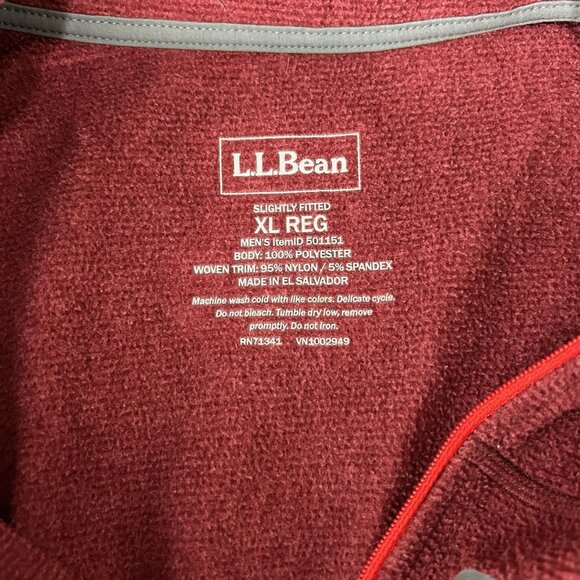 L.L.Bean
SLIGHTLY FITTED
XL REG
MEN'S ItemID 501151
BODY: 100% POLYESTER
WOVEN TRIM: 95% NYLON / 5% SPANDEX
MADE IN EL SALVADOR
Machine wash cold with like colors. Delicate cycle.
Do not bleach. Tumble dry low, remove
promptly. Do not iron.
RN71341 VN1002949